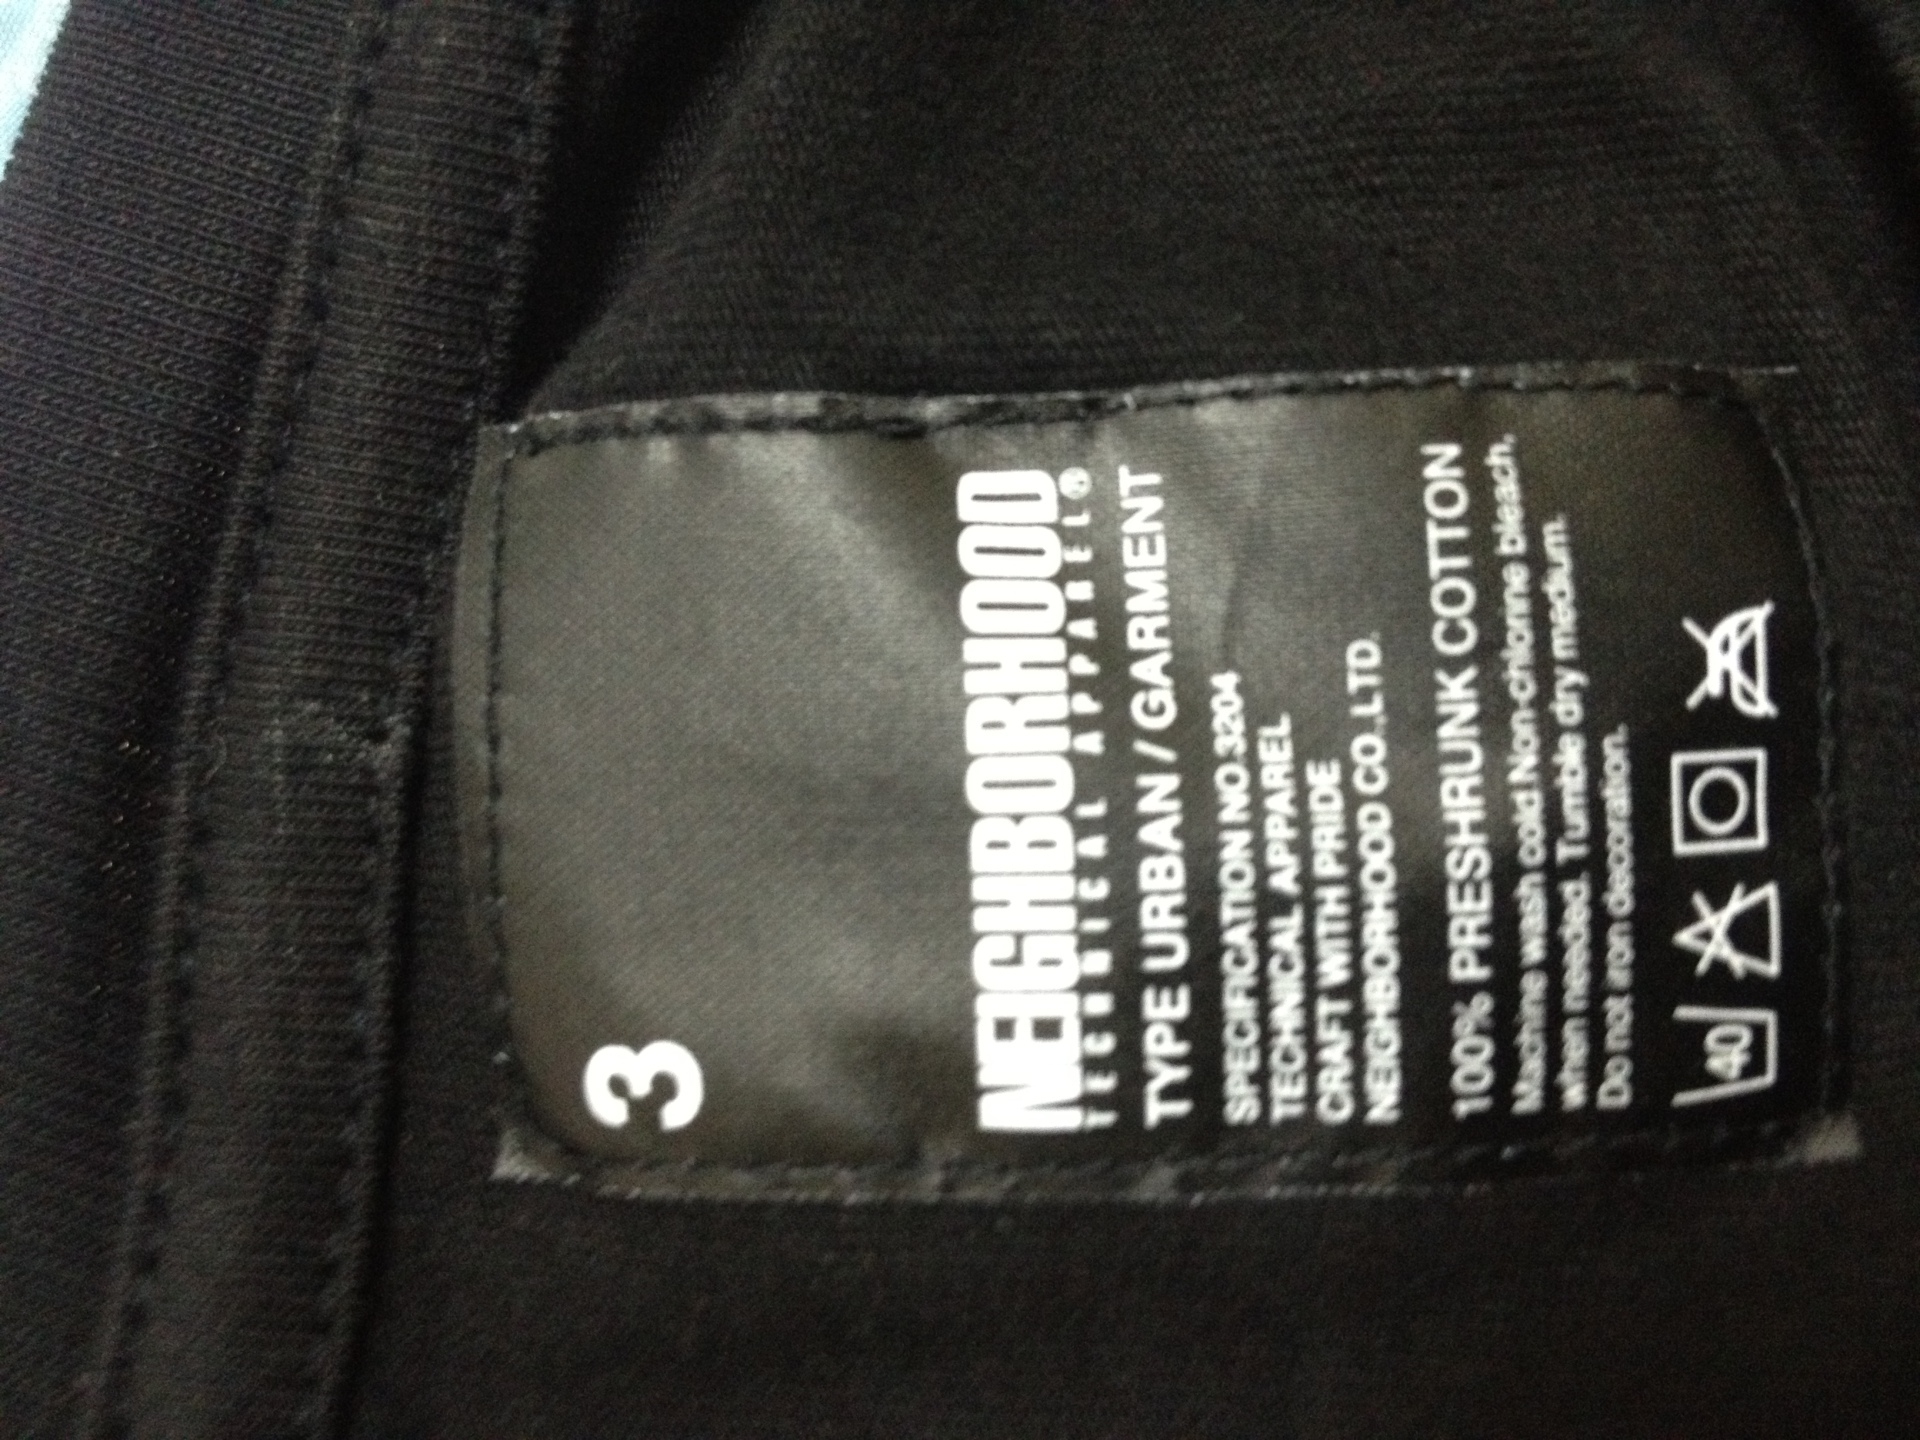 3
NEIGHBORHOOD
TECHNICAL APPAREL®
TYPE URBAN / GARMENT
SPECIFICATION NO.3204
TECHNICAL APPAREL
CRAFT WITH PRIDE
NEIGHBORHOOD CO.,LTD.
100% PRESHRUNK COTTON
Machine wash cold.Non-chlorine bleach,
when needed. Tumble dry medium.
Do not iron decoration.
40